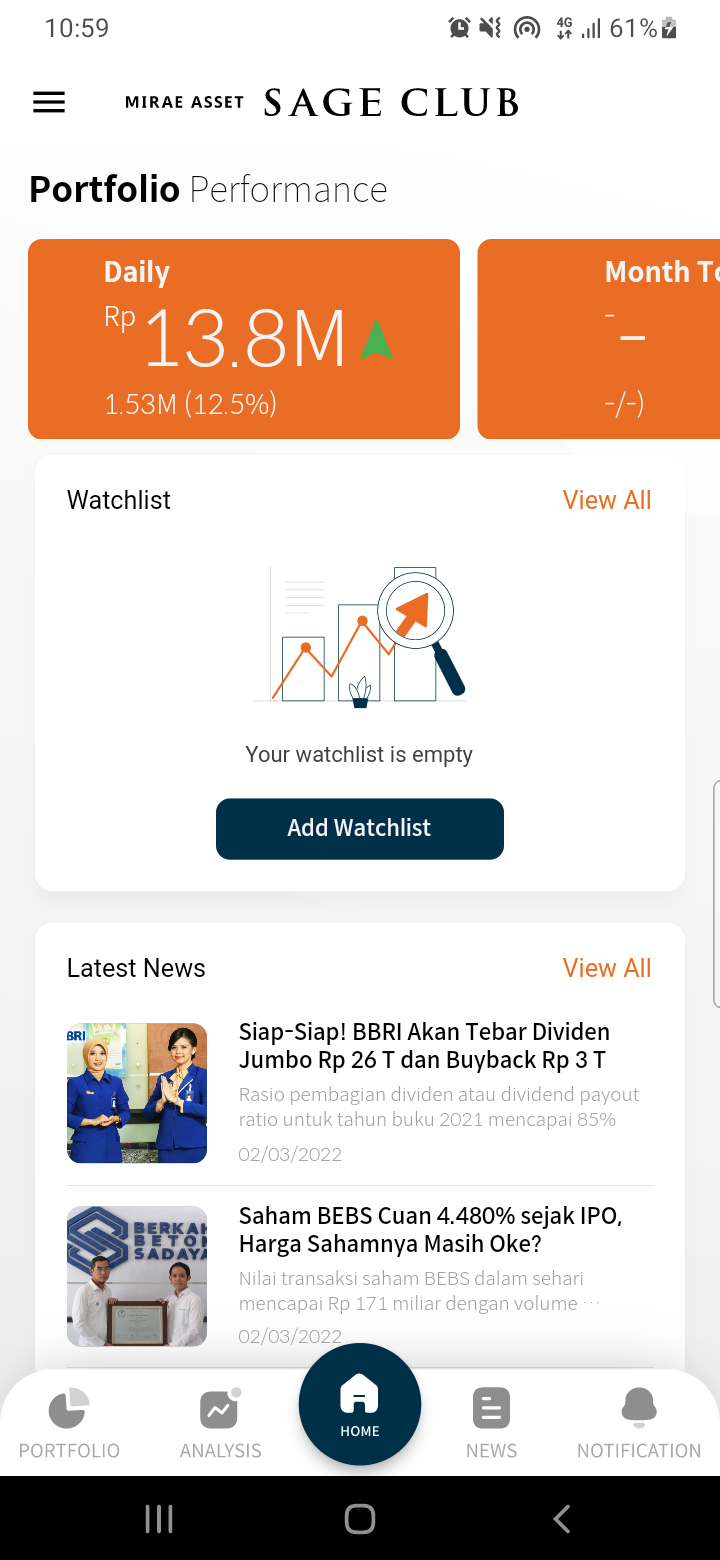 10:59
4G
61%
MIRAE ASSET SAGE CLUB
Portfolio Performance
Daily
Rp 13.8M
1.53M (12.5%)
Month To
-
–
-/-)
Watchlist
View All
Your watchlist is empty
Add Watchlist
Latest News
View All
BRI
Siap-Siap! BBRI Akan Tebar Dividen
Jumbo Rp 26 T dan Buyback Rp 3 T
Rasio pembagian dividen atau dividend payout
ratio untuk tahun buku 2021 mencapai 85%
02/03/2022
BERKAH
BETON
SADAYA
Saham BEBS Cuan 4.480% sejak IPO,
Harga Sahamnya Masih Oke?
Nilai transaksi saham BEBS dalam sehari
mencapai Rp 171 miliar dengan volume ...
02/03/2022
PORTFOLIO
ANALYSIS
HOME
NEWS
NOTIFICATION